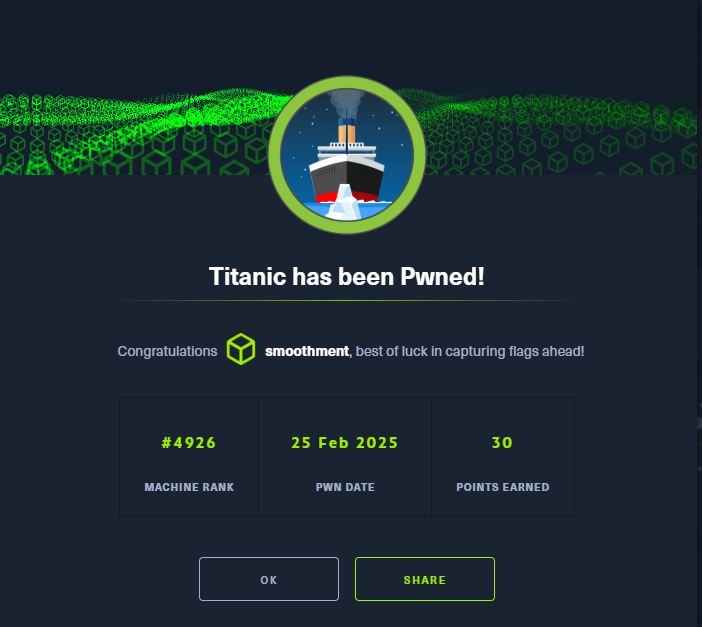 Titanic has been Pwned!
Congratulations smoothment, best of luck in capturing flags ahead!
#4926 25 Feb 2025 30
MACHINE RANK PWN DATE POINTS EARNED
OK SHARE